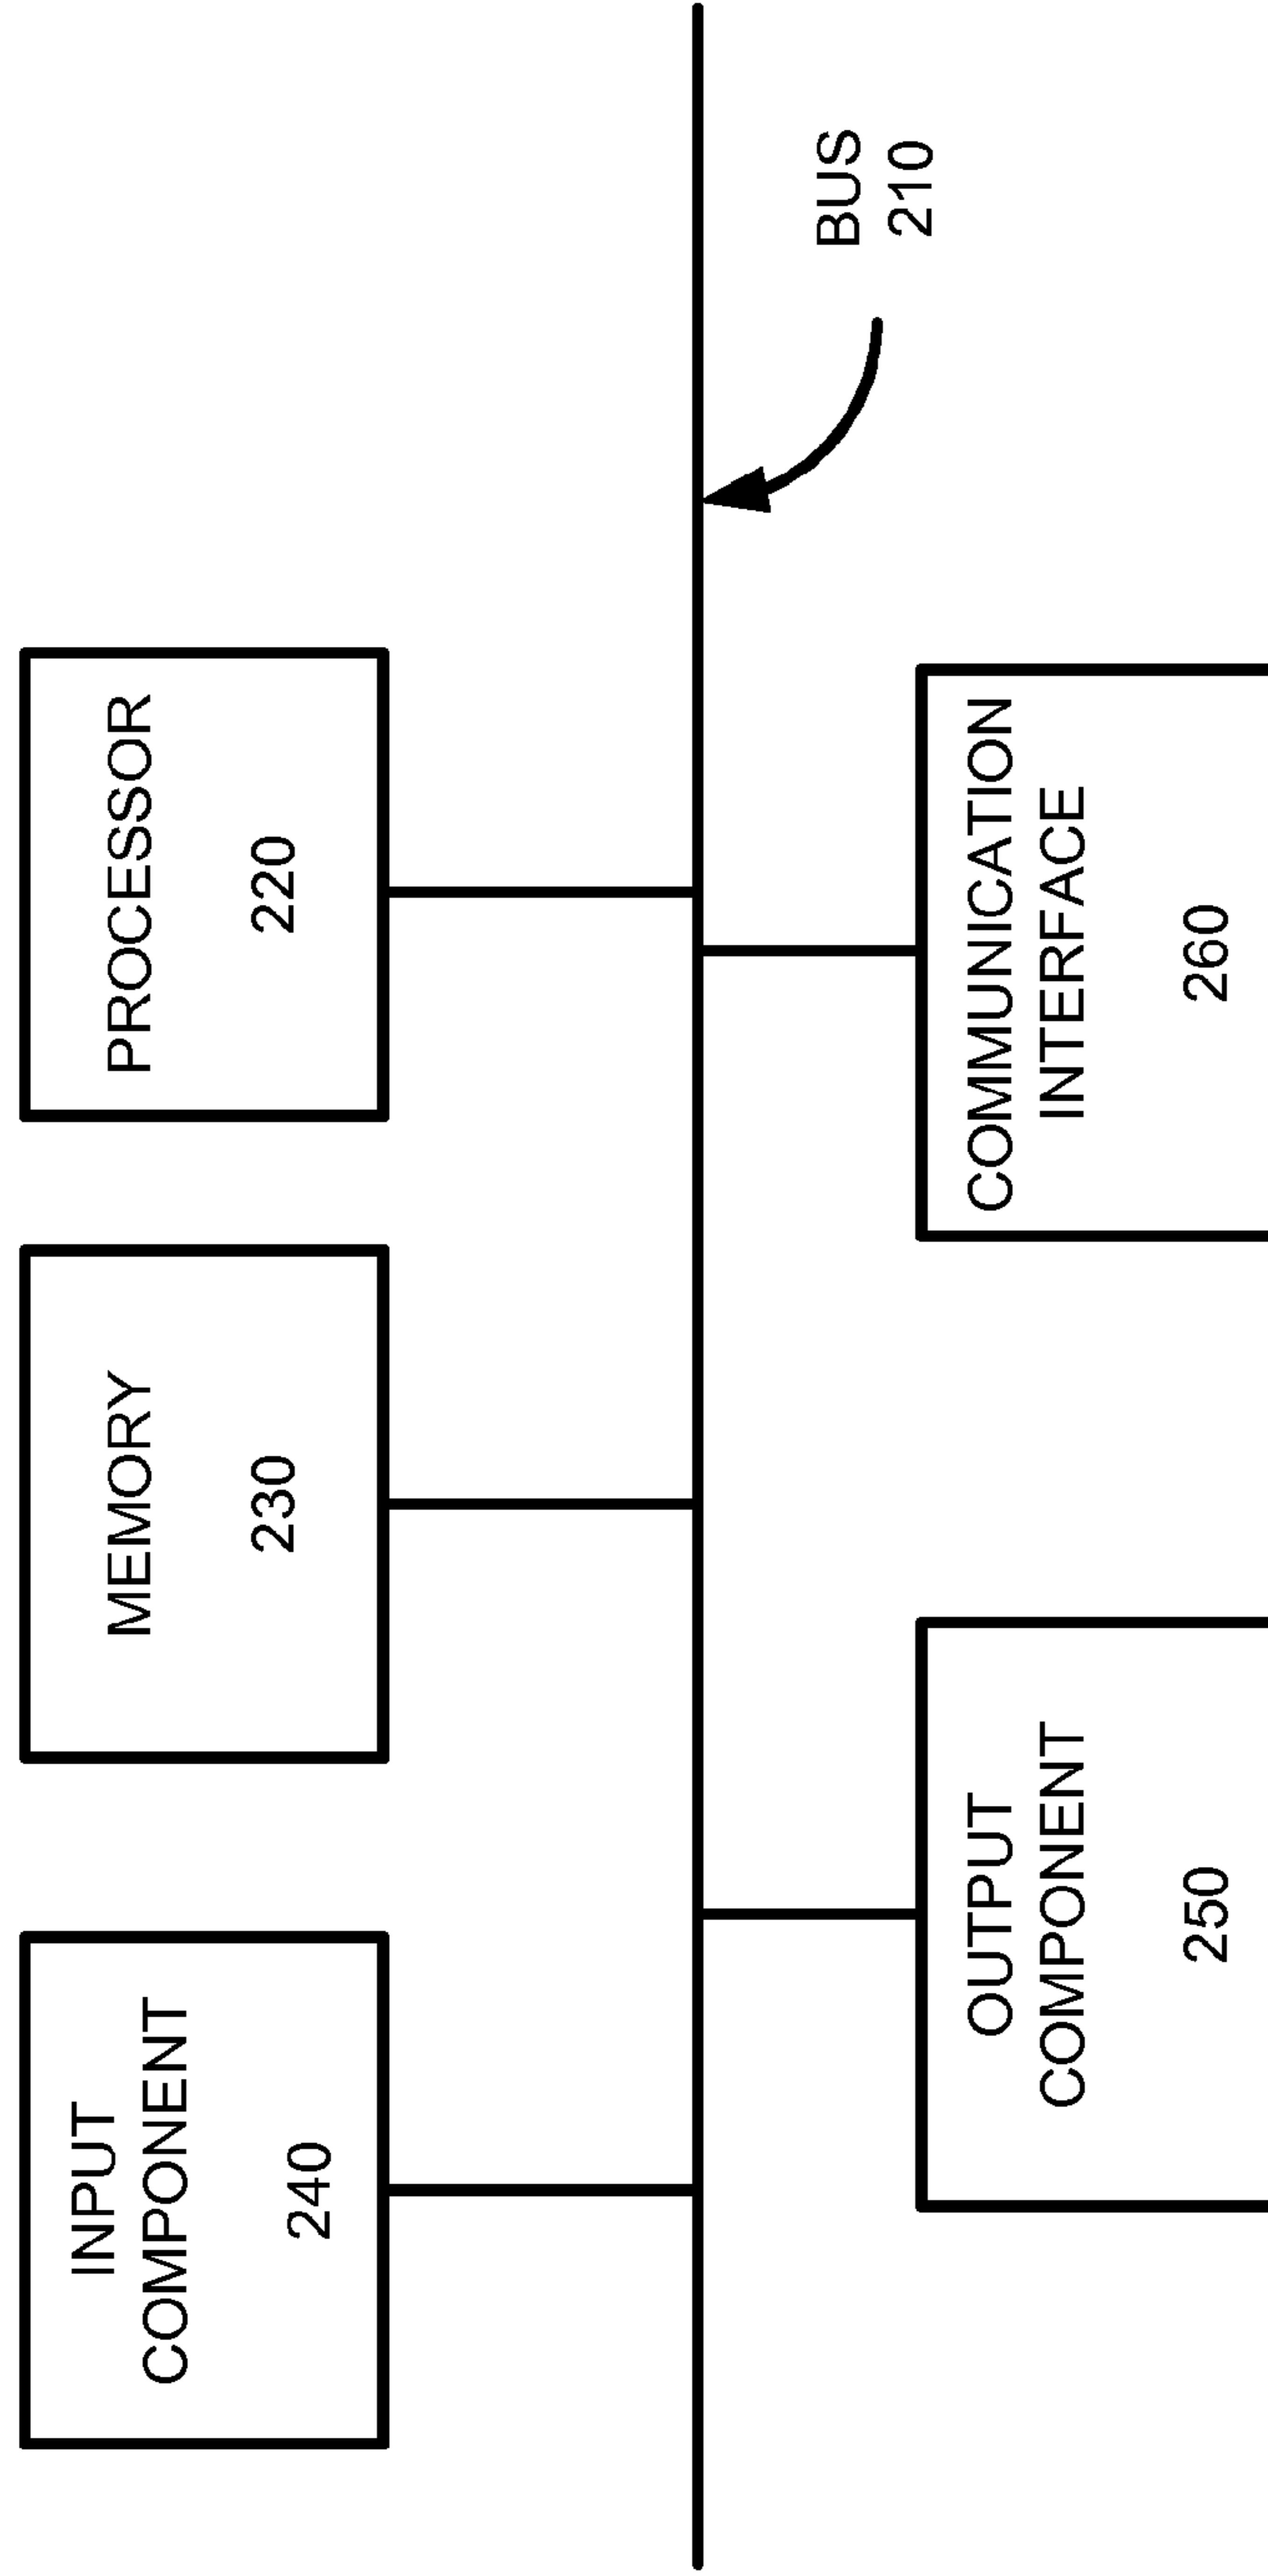 INPUT
COMPONENT
240
MEMORY
230
PROCESSOR
220
BUS
210
OUTPUT
COMPONENT
250
COMMUNICATION
INTERFACE
260